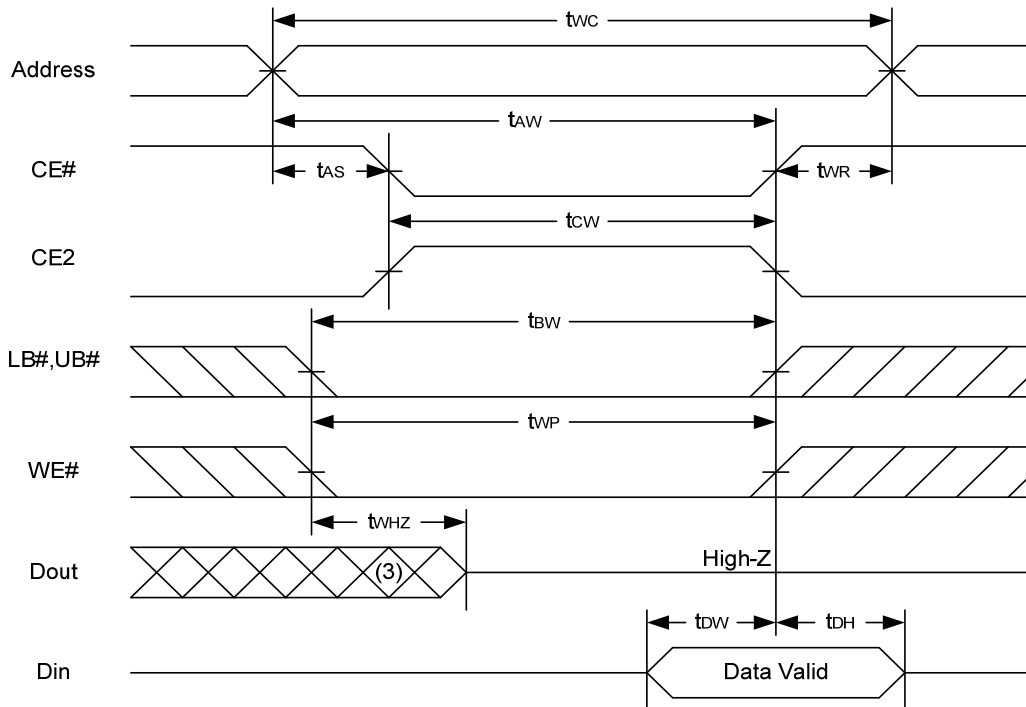 tWC
Address
tAW
CE#
tAS
tWR
tCW
CE2
tBW
LB#,UB#
tWP
WE#
tWHZ
Dout
(3)
High-Z
tDW
tDH
Din
Data Valid